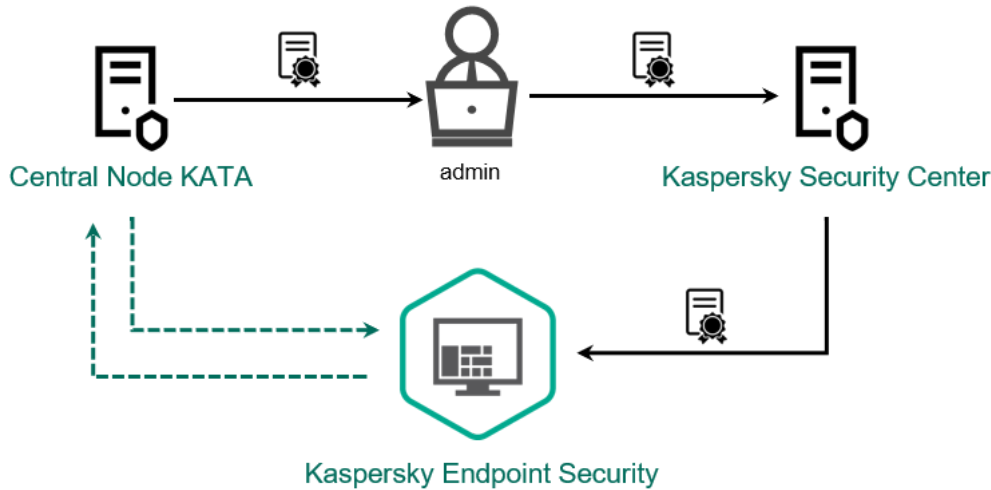 admin
Central Node KATA
Kaspersky Security Center
Kaspersky Endpoint Security